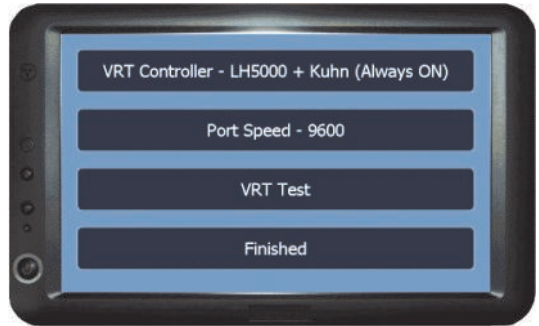 VRT Controller - LH5000 + Kuhn (Always ON)
Port Speed - 9600
VRT Test
Finished